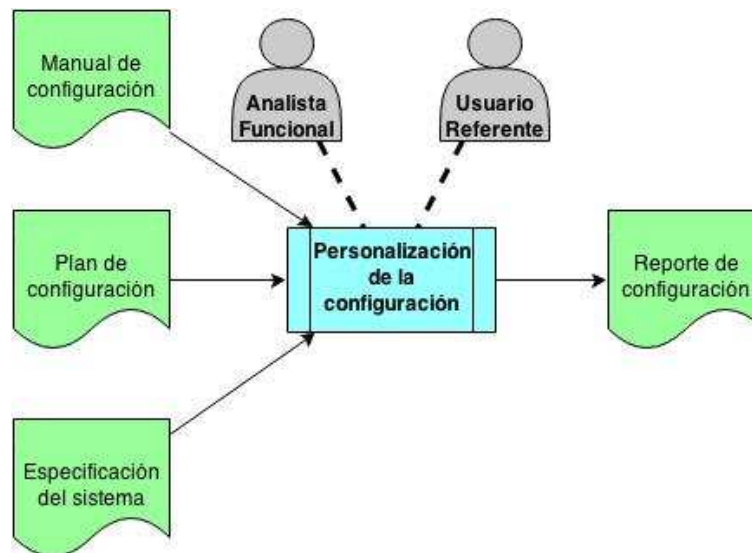 Manual de
configuración
Analista
Funcional
Usuario
Referente
Plan de
configuración
Personalización
de la
configuración
Reporte de
configuración
Especificación
del sistema